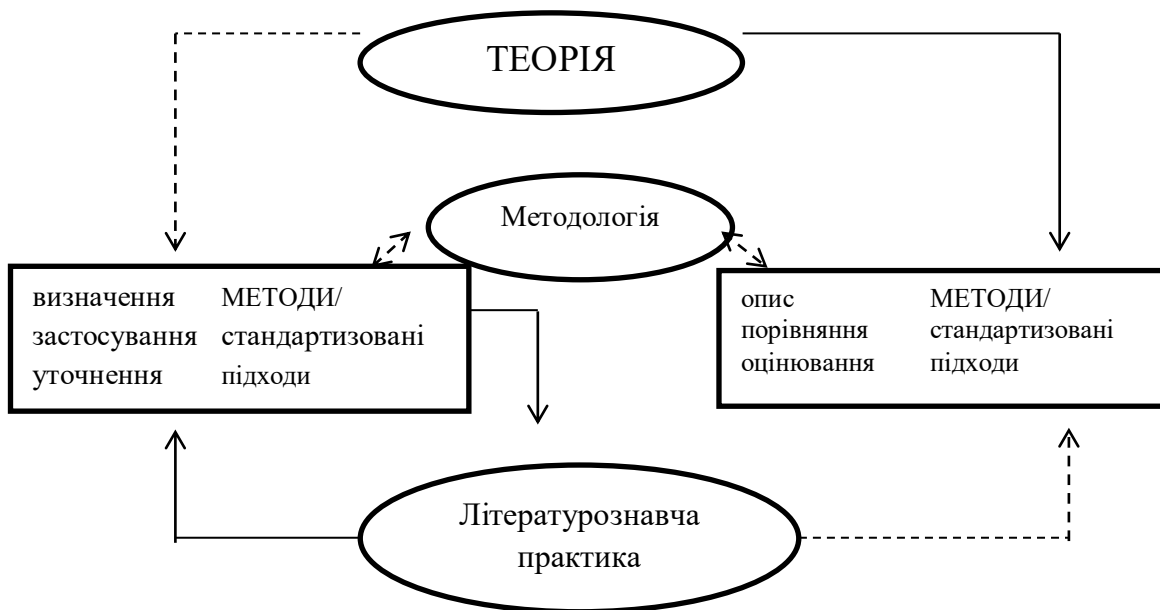 ТЕОРІЯ
Методологія
визначення МЕТОДИ/
застосування стандартизовані
уточнення підходи
опис МЕТОДИ/
порівняння стандартизовані
оцінювання підходи
Літературознавча
практика